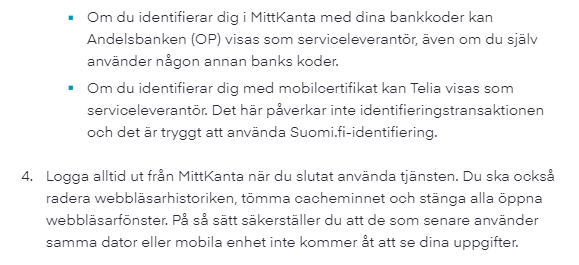 ▪ Om du identifierar dig i MittKanta med dina bankkoder kan
Andelsbanken (OP) visas som serviceleverantör, även om du själv
använder någon annan banks koder.
▪ Om du identifierar dig med mobilcertifikat kan Telia visas som
serviceleverantör. Det här påverkar inte identifieringstransaktionen
och det är tryggt att använda Suomi.fi-identifiering.
4. Logga alltid ut från MittKanta när du slutat använda tjänsten. Du ska också
radera webbläsarhistoriken, tömma cacheminnet och stänga alla öppna
webbläsarfönster. På så sätt säkerställer du att de som senare använder
samma dator eller mobila enhet inte kommer åt att se dina uppgifter.